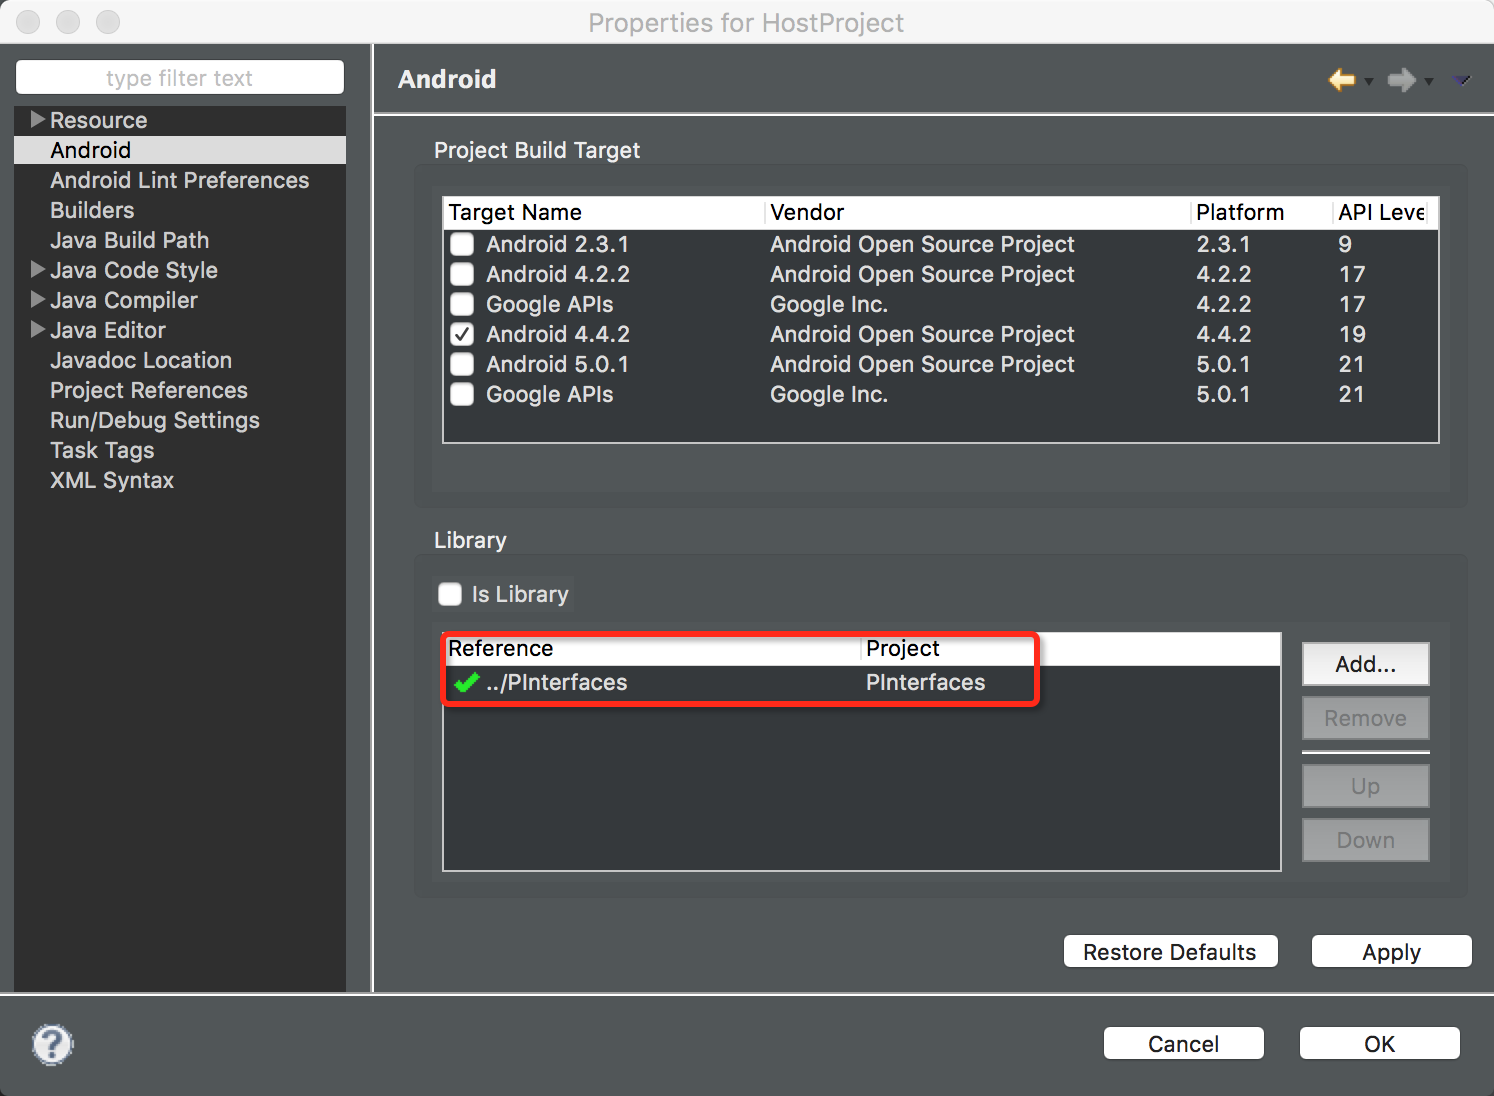 Properties for HostProject
type filter text
Resource
Android
Android Lint Preferences
Builders
Java Build Path
Java Code Style
Java Compiler
Java Editor
Javadoc Location
Project References
Run/Debug Settings
Task Tags
XML Syntax
Android
Project Build Target
Target Name Vendor Platform API Leve
Android 2.3.1 Android Open Source Project 2.3.1 9
Android 4.2.2 Android Open Source Project 4.2.2 17
Google APIs Google Inc. 4.2.2 17
Android 4.4.2 Android Open Source Project 4.4.2 19
Android 5.0.1 Android Open Source Project 5.0.1 21
Google APIs Google Inc. 5.0.1 21
Library
Is Library
Reference Project
../PInterfaces PInterfaces
Add...
Remove
Up
Down
Restore Defaults Apply
? Cancel OK